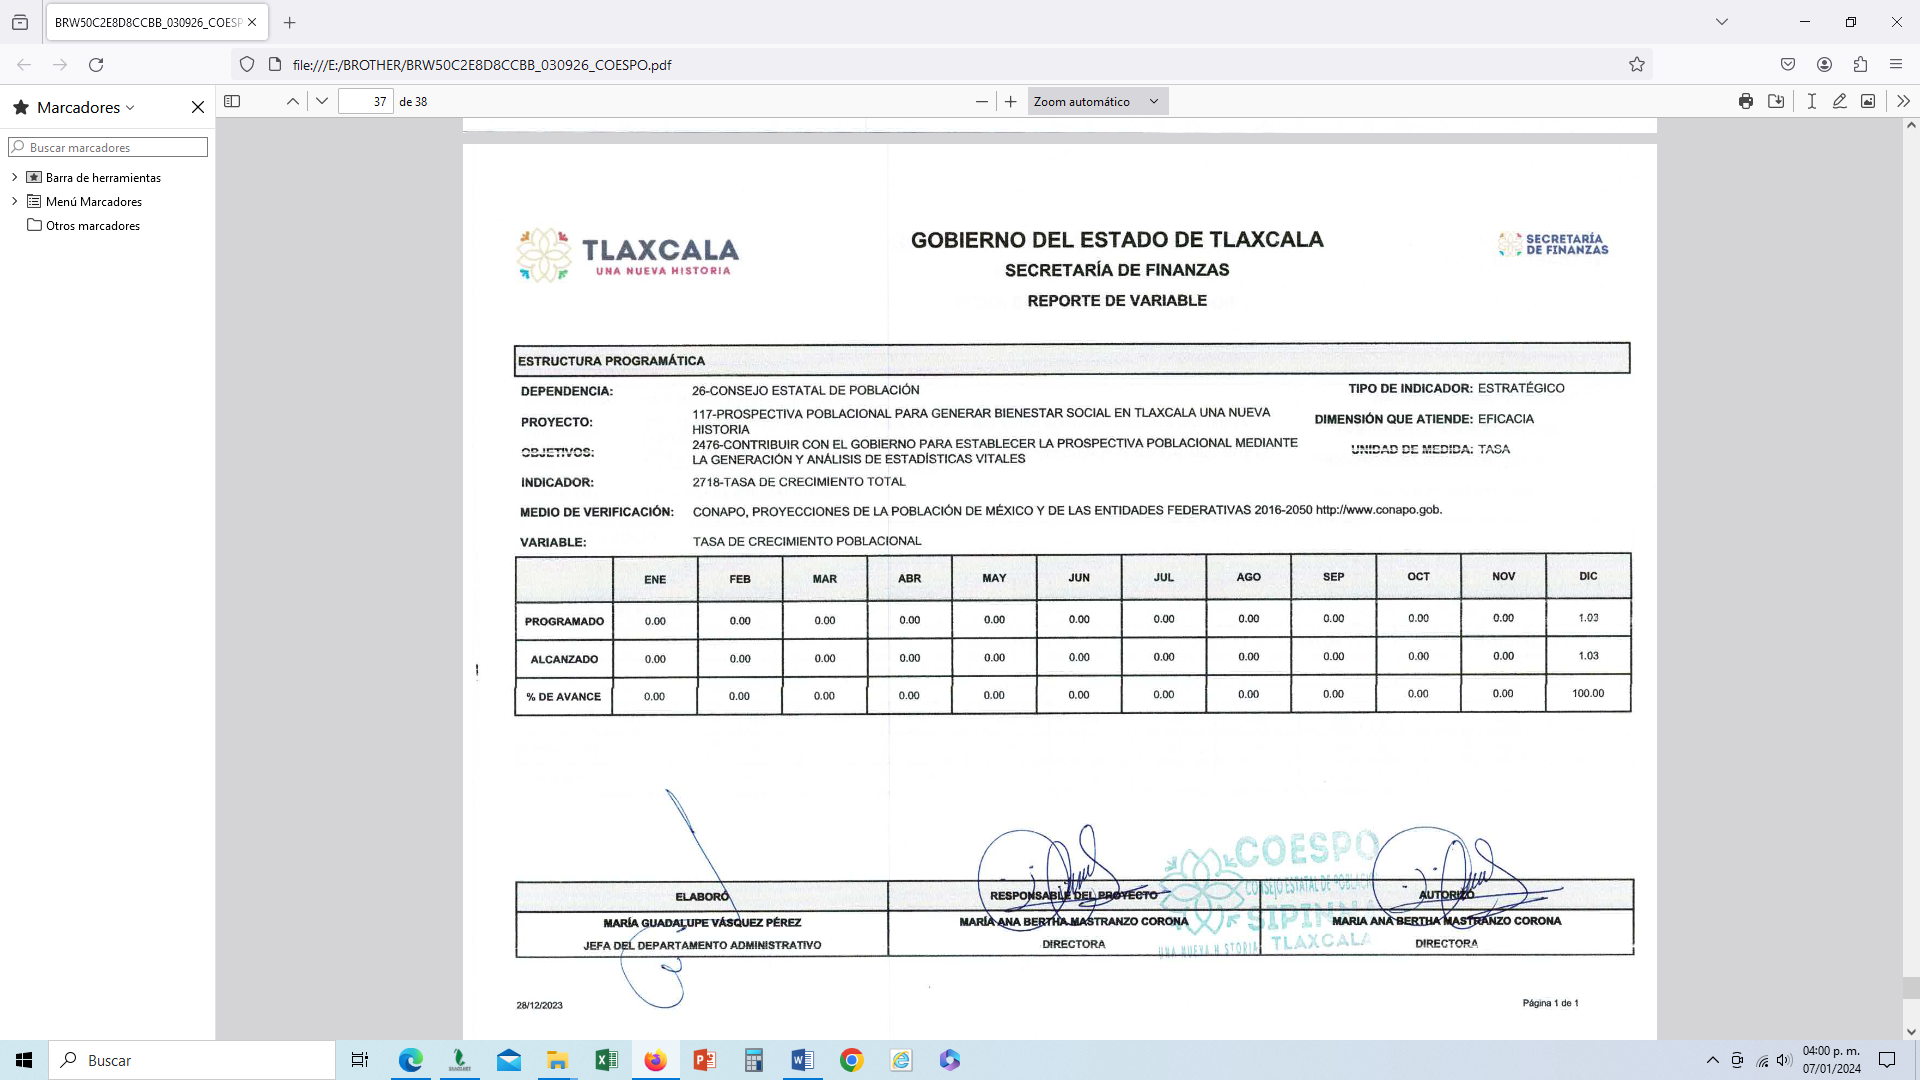 BRW50C2E8D8CCBB_030926_COESP
file:///E:/BROTHER/BRW50C2E8D8CCBB_030926_COESPO.pdf
Marcadores
37 de 38
Zoom automático
Buscar marcadores
Barra de herramientas
Menú Marcadores
Otros marcadores
TLAXCALA
UNA NUEVA HISTORIA
GOBIERNO DEL ESTADO DE TLAXCALA
SECRETARÍA DE FINANZAS
REPORTE DE VARIABLE
SECRETARÍA
DE FINANZAS
ESTRUCTURA PROGRAMÁTICA
DEPENDENCIA: 26-CONSEJO ESTATAL DE POBLACIÓN TIPO DE INDICADOR: ESTRATÉGICO
PROYECTO: 117-PROSPECTIVA POBLACIONAL PARA GENERAR BIENESTAR SOCIAL EN TLAXCALA UNA NUEVA HISTORIA DIMENSIÓN QUE ATIENDE: EFICACIA
OBJETIVOS: 2476-CONTRIBUIR CON EL GOBIERNO PARA ESTABLECER LA PROSPECTIVA POBLACIONAL MEDIANTE LA GENERACIÓN Y ANÁLISIS DE ESTADÍSTICAS VITALES UNIDAD DE MEDIDA: TASA
INDICADOR: 2718-TASA DE CRECIMIENTO TOTAL
MEDIO DE VERIFICACIÓN: CONAPO, PROYECCIONES DE LA POBLACIÓN DE MÉXICO Y DE LAS ENTIDADES FEDERATIVAS 2016-2050 http://www.conapo.gob.
VARIABLE: TASA DE CRECIMIENTO POBLACIONAL
ENE FEB MAR ABR MAY JUN JUL AGO SEP OCT NOV DIC
PROGRAMADO 0.00 0.00 0.00 0.00 0.00 0.00 0.00 0.00 0.00 0.00 0.00 1.03
ALCANZADO 0.00 0.00 0.00 0.00 0.00 0.00 0.00 0.00 0.00 0.00 0.00 1.03
% DE AVANCE 0.00 0.00 0.00 0.00 0.00 0.00 0.00 0.00 0.00 0.00 0.00 100.00
COESPO
CONSEJO ESTATAL DE POBLACIÓN
SIPINNA
TLAXCALA
UNA NUEVA HISTORIA
ELABORÓ RESPONSABLE DEL PROYECTO AUTORIZÓ
MARÍA GUADALUPE VÁSQUEZ PÉREZ MARÍA ANA BERTHA MASTRANZO CORONA MARIA ANA BERTHA MASTRANZO CORONA
JEFA DEL DEPARTAMENTO ADMINISTRATIVO DIRECTORA DIRECTORA
28/12/2023 Página 1 de 1
Buscar
04:00 p. m.
07/01/2024